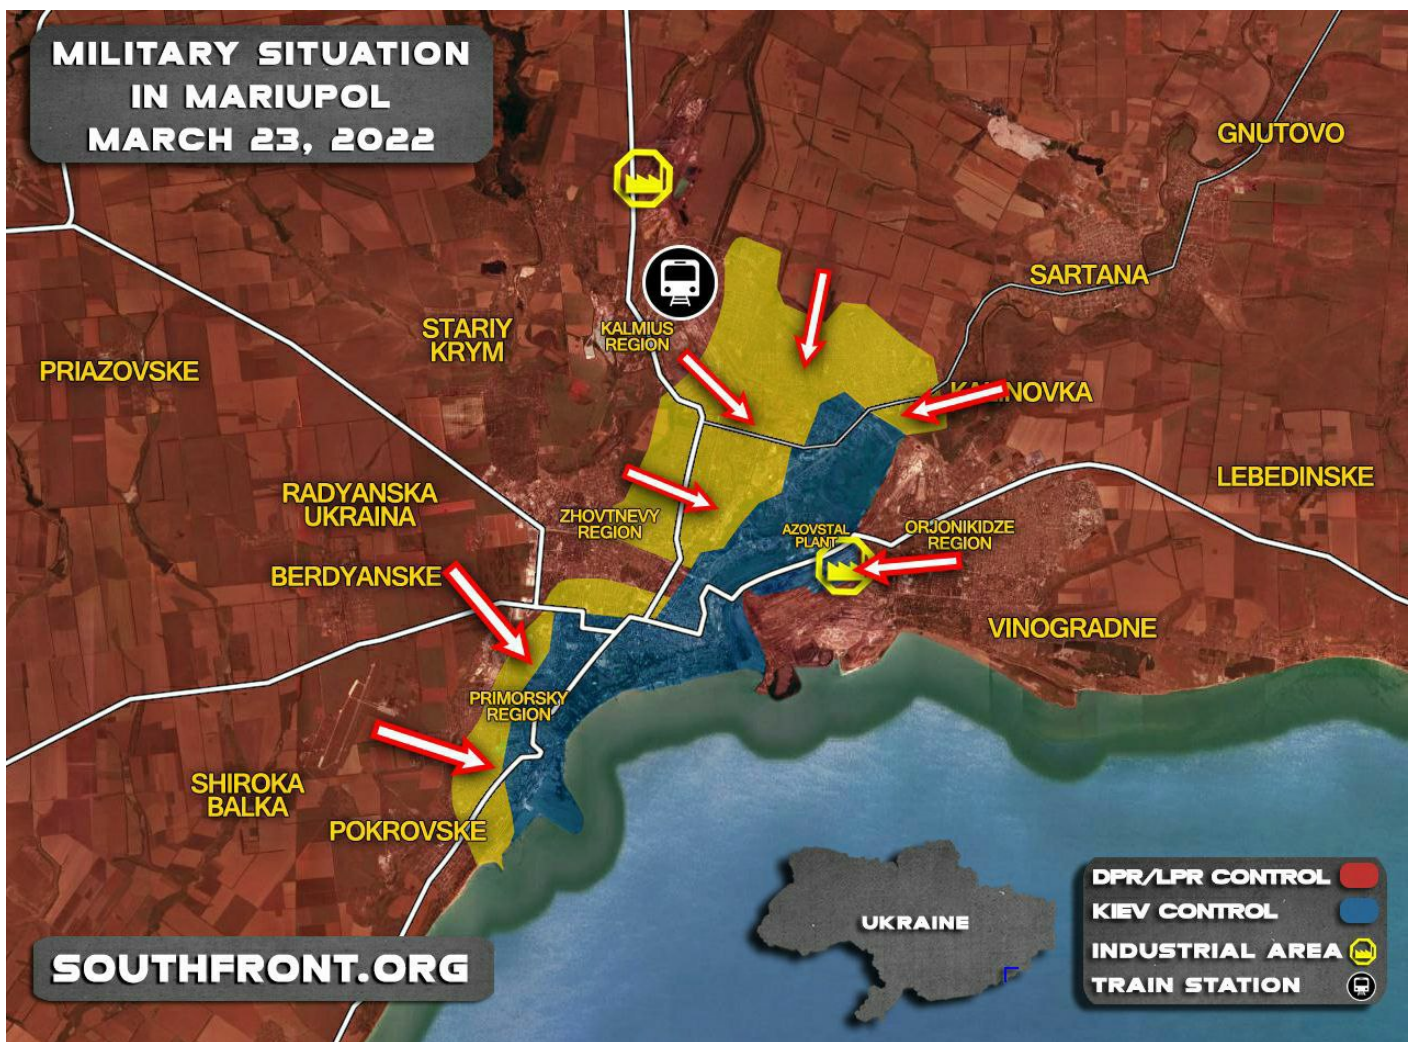 MILITARY SITUATION
IN MARIUPOL
MARCH 23, 2022
GNUTOVO
SARTANA
KALMIUS
REGION
STARIY
KRYM
PRIAZOVSKE
LEBEDINSKE
RADYANSKA
UKRAINA
ZHOVTNEVY
REGION
AZOVSTAL
PLANT
ORJONIKIDZE
REGION
BERDYANSKE
VINOGRADNE
PRIMORSKY
REGION
SHIROKA
BALKA
POKROVSKE
UKRAINE
DPR/LPR CONTROL
KIEV CONTROL
INDUSTRIAL AREA
TRAIN STATION
SOUTHFRONT.ORG